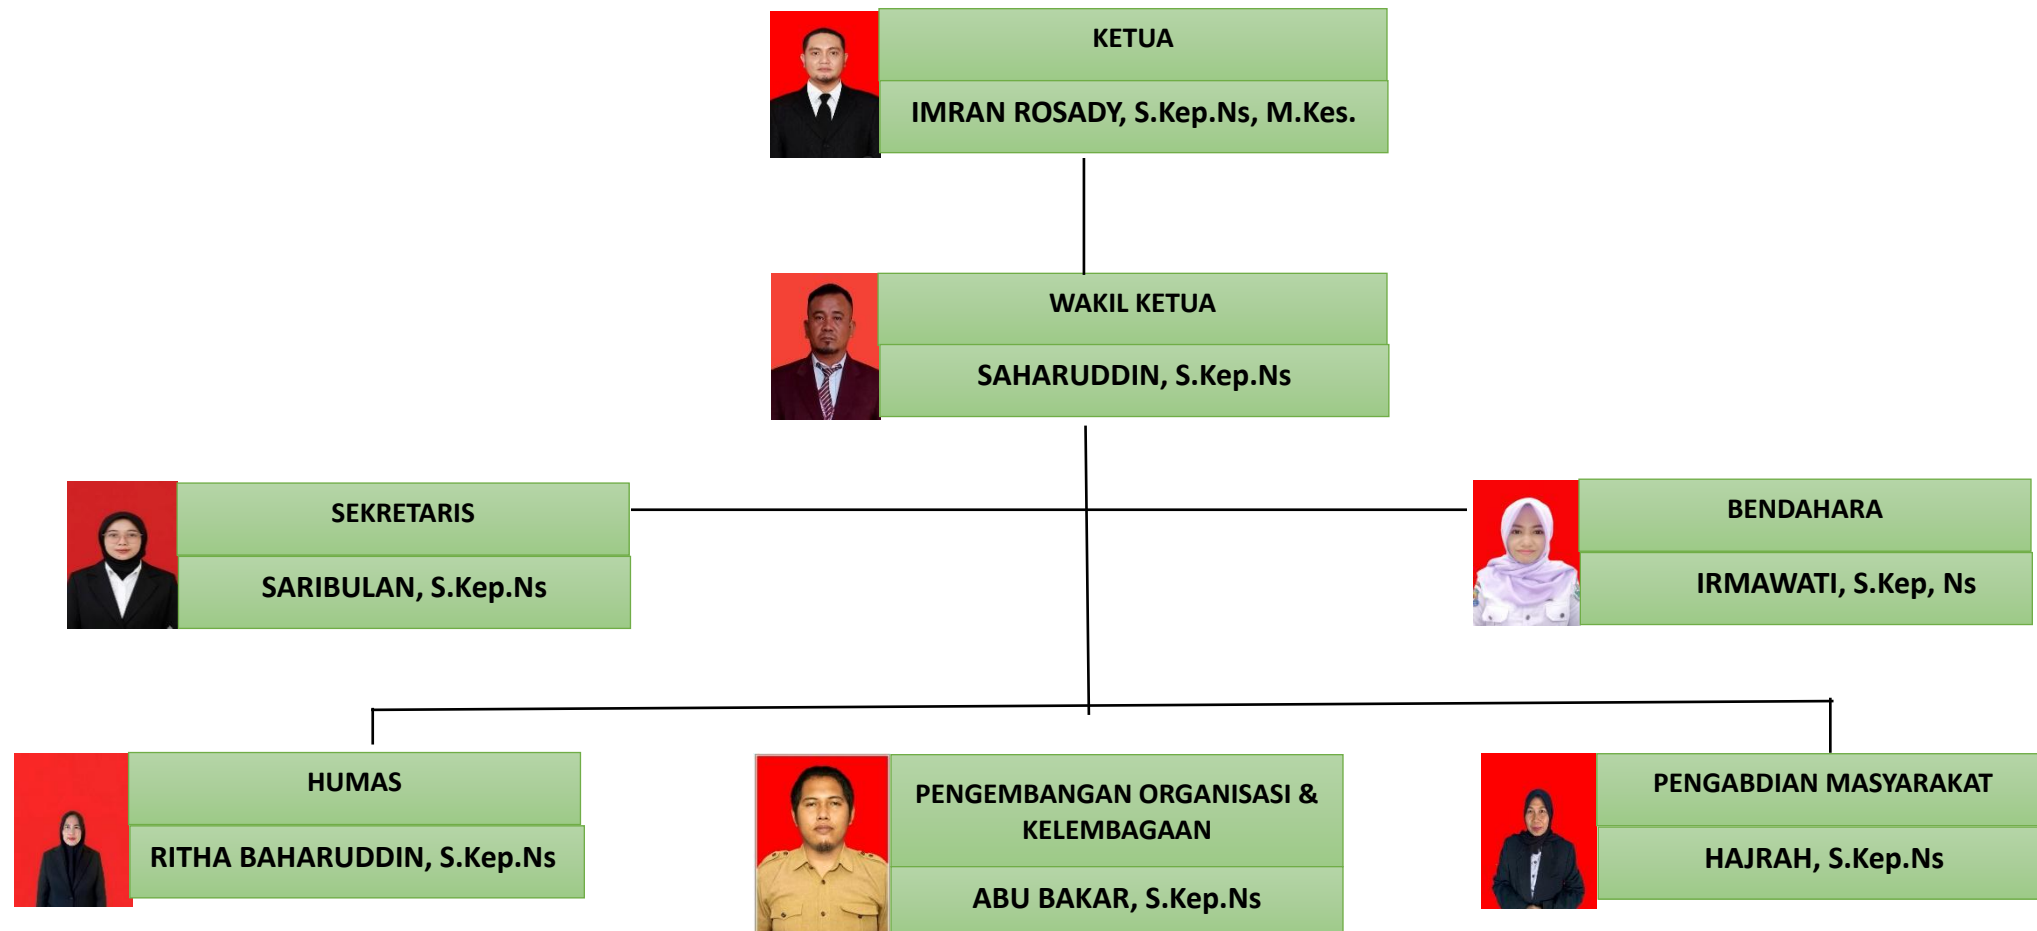 KETUA
IMRAN ROSADY, S.Kep.Ns, M.Kes.
WAKIL KETUA
SAHARUDDIN, S.Kep.Ns
SEKRETARIS
SARIBULAN, S.Kep.Ns
BENDAHARA
IRMAWATI, S.Kep, Ns
HUMAS
RITHA BAHARUDDIN, S.Kep.Ns
PENGEMBANGAN ORGANISASI &
KELEMBAGAAN
ABU BAKAR, S.Kep.Ns
PENGABDIAN MASYARAKAT
HAJRAH, S.Kep.Ns